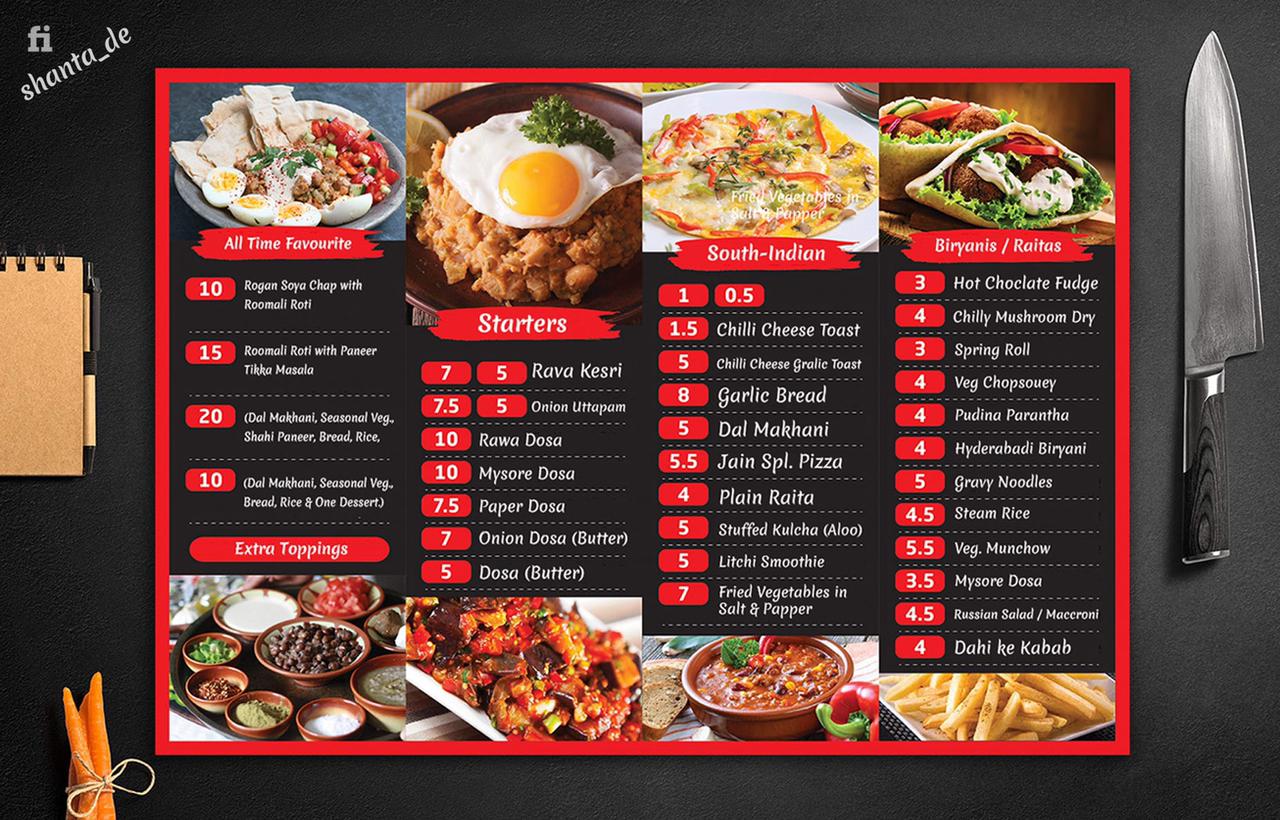 fi
shanta_de
All Time Favourite
10 Rogan Soya Chap with
Roomali Roti
15 Roomali Roti with Paneer
Tikka Masala
20 (Dal Makhani, Seasonal Veg.,
Shahi Paneer, Bread, Rice,
10 (Dal Makhani, Seasonal Veg.,
Bread, Rice & One Dessert.)
Extra Toppings
Starters
7 5 Rava Kesri
7.5 5 Onion Uttapam
10 Rawa Dosa
10 Mysore Dosa
7.5 Paper Dosa
7 Onion Dosa (Butter)
5 Dosa (Butter)
Fried Vegetables in
Salt & Papper
South-Indian
1 0.5
1.5 Chilli Cheese Toast
5 Chilli Cheese Gralic Toast
8 Garlic Bread
5 Dal Makhani
5.5 Jain Spl. Pizza
4 Plain Raita
5 Stuffed Kulcha (Aloo)
5 Litchi Smoothie
7 Fried Vegetables in
Salt & Papper
Biryanis / Raitas
3 Hot Choclate Fudge
4 Chilly Mushroom Dry
3 Spring Roll
4 Veg Chopsouey
4 Pudina Parantha
4 Hyderabadi Biryani
5 Gravy Noodles
4.5 Steam Rice
5.5 Veg. Munchow
3.5 Mysore Dosa
4.5 Russian Salad / Maccroni
4 Dahi ke Kabab